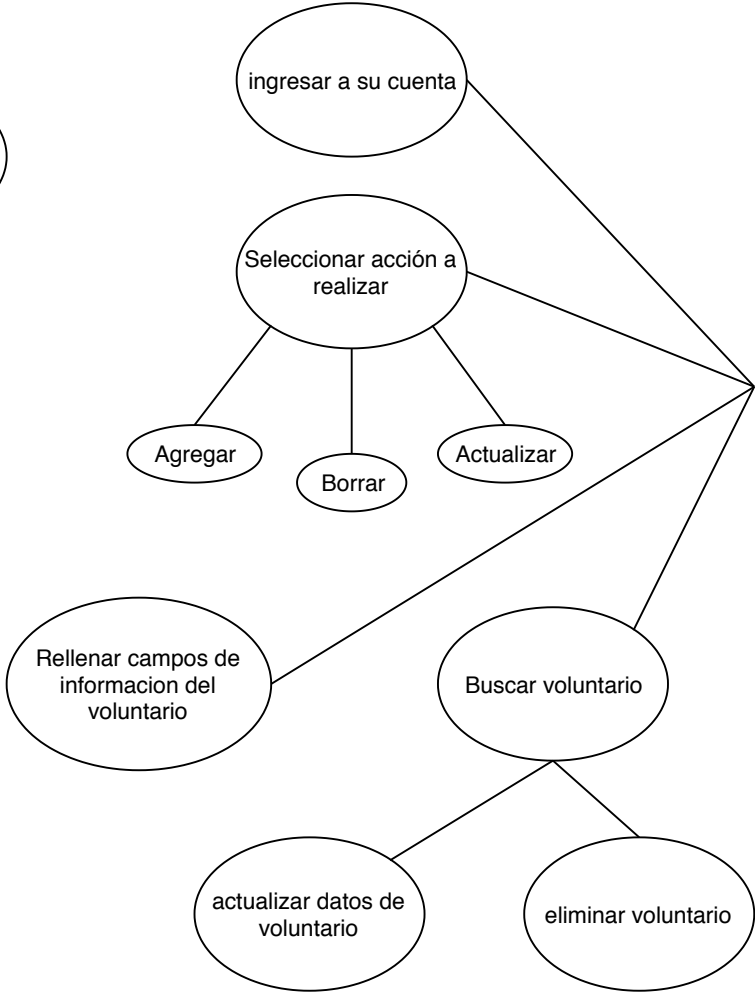 ingresar a su cuenta
Seleccionar acción a
realizar
Agregar
Borrar
Actualizar
Rellenar campos de
informacion del
voluntario
Buscar voluntario
actualizar datos de
voluntario
eliminar voluntario